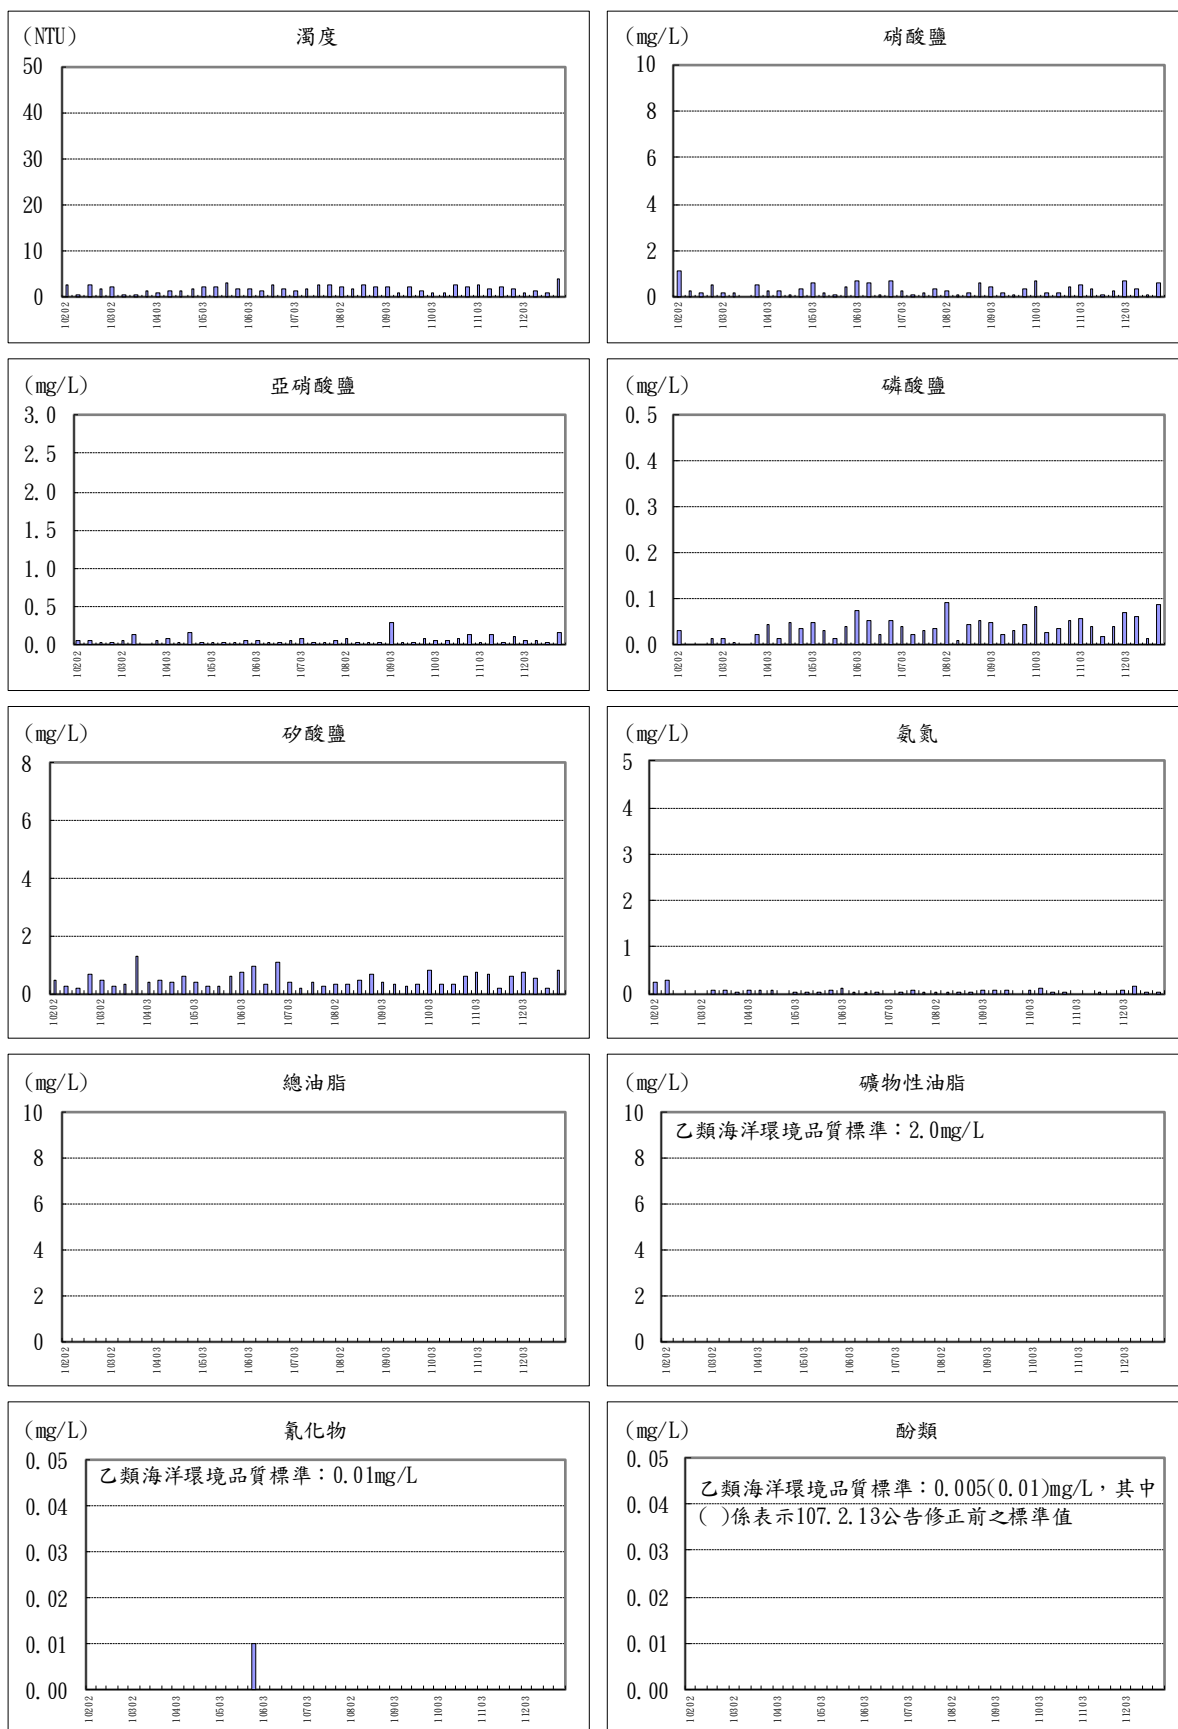 (NTU) 濁度
50
40
30
20
10
0
10202 10302 10403 10503 10603 10703 10802 10903 11003 11103 11203
(mg/L) 硝酸鹽
10
8
6
4
2
0
10202 10302 10403 10503 10603 10703 10802 10903 11003 11103 11203
(mg/L) 亞硝酸鹽
3.0
2.5
2.0
1.5
1.0
0.5
0.0
10202 10302 10403 10503 10603 10703 10802 10903 11003 11103 11203
(mg/L) 磷酸鹽
0.5
0.4
0.3
0.2
0.1
0.0
10202 10302 10403 10503 10603 10703 10802 10903 11003 11103 11203
(mg/L) 矽酸鹽
8
6
4
2
0
10202 10302 10403 10503 10603 10703 10802 10903 11003 11103 11203
(mg/L) 氨氮
5
4
3
2
1
0
10202 10302 10403 10503 10603 10703 10802 10903 11003 11103 11203
(mg/L) 總油脂
10
8
6
4
2
0
10202 10302 10403 10503 10603 10703 10802 10903 11003 11103 11203
(mg/L) 礦物性油脂
乙類海洋環境品質標準：2.0mg/L
10
8
6
4
2
0
10202 10302 10403 10503 10603 10703 10802 10903 11003 11103 11203
(mg/L) 氰化物
乙類海洋環境品質標準：0.01mg/L
0.05
0.04
0.03
0.02
0.01
0.00
10202 10302 10403 10503 10603 10703 10802 10903 11003 11103 11203
(mg/L) 酚類
乙類海洋環境品質標準：0.005(0.01)mg/L，其中
( )係表示107.2.13公告修正前之標準值
0.05
0.04
0.03
0.02
0.01
0.00
10202 10302 10403 10503 10603 10703 10802 10903 11003 11103 11203